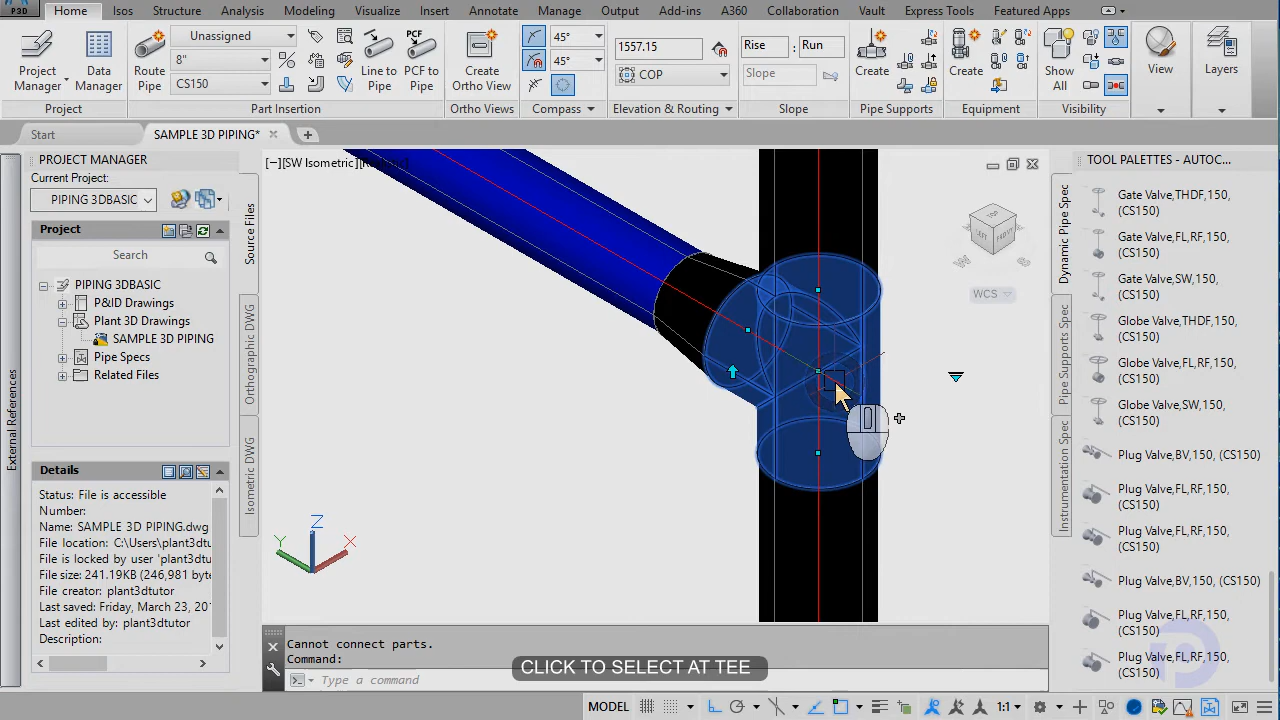 P3D
Home Isos Structure Analysis Modeling Visualize Insert Annotate Manage Output Add-ins A360 Collaboration Vault Express Tools Featured Apps
Project Manager
Data Manager
Project
Route Pipe
Unassigned
8"
CS150
Line to Pipe
PCF to Pipe
Part Insertion
Create Ortho View
Ortho Views
45°
45°
Compass
1557.15
COP
Elevation & Routing
Rise : Run
Slope
Slope
Create
Pipe Supports
Create
Equipment
Show All
Visibility
View
Layers
Start
SAMPLE 3D PIPING*
PROJECT MANAGER
Current Project:
PIPING 3DBASIC
Project
Search
PIPING 3DBASIC
P&ID Drawings
Plant 3D Drawings
SAMPLE 3D PIPING
Pipe Specs
Related Files
Details
Status: File is accessible
Number:
Name: SAMPLE 3D PIPING.dwg
File location: C:\Users\plant3dtu
File is locked by user 'plant3dtu
File size: 241.19KB (246,981 byte
File creator: plant3dtutor
Last saved: Friday, March 23, 20
Last edited by: plant3dtutor
Description:
External References
Source Files
Orthographic DWG
Isometric DWG
[−][SW Isometric]
TOP
LEFT
FRONT
WCS
Z
Y
X
Cannot connect parts.
Command:
Type a command
CLICK TO SELECT AT TEE
TOOL PALETTES - AUTOC...
Dynamic Pipe Spec
Pipe Supports Spec
Instrumentation Spec
Gate Valve,THDF,150,
(CS150)
Gate Valve,FL,RF,150,
(CS150)
Gate Valve,SW,150,
(CS150)
Globe Valve,THDF,150,
(CS150)
Globe Valve,FL,RF,150,
(CS150)
Globe Valve,SW,150,
(CS150)
Plug Valve,BV,150, (CS150)
Plug Valve,FL,RF,150,
(CS150)
Plug Valve,FL,RF,150,
(CS150)
Plug Valve,BV,150, (CS150)
Plug Valve,FL,RF,150,
(CS150)
Plug Valve,FL,RF,150,
(CS150)
MODEL
1:1